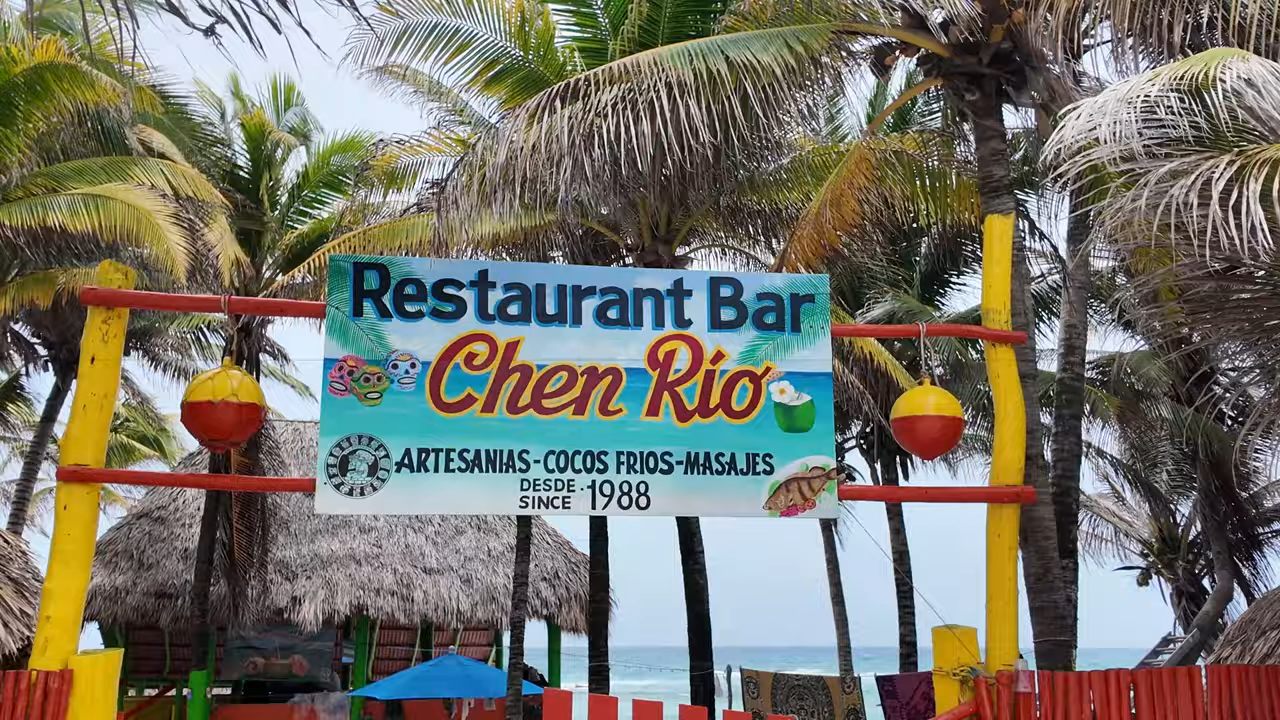 Restaurant Bar
Chen Río
ARTESANIAS-COCOS FRIOS-MASAJES
DESDE
SINCE 1988